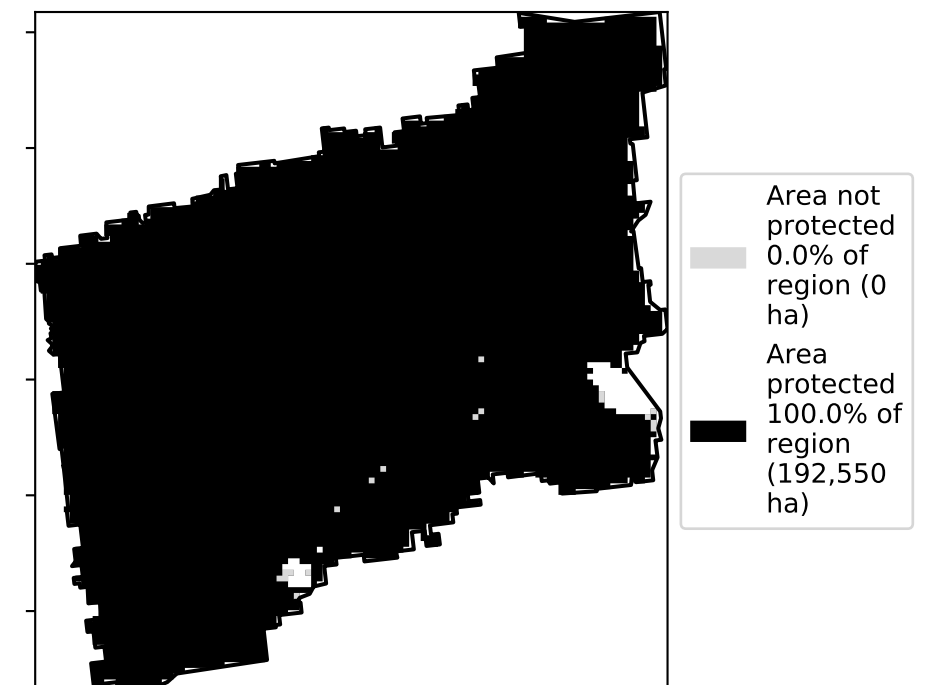 Area not
protected
0.0% of
region (0
ha)
Area
protected
100.0% of
region
(192,550
ha)